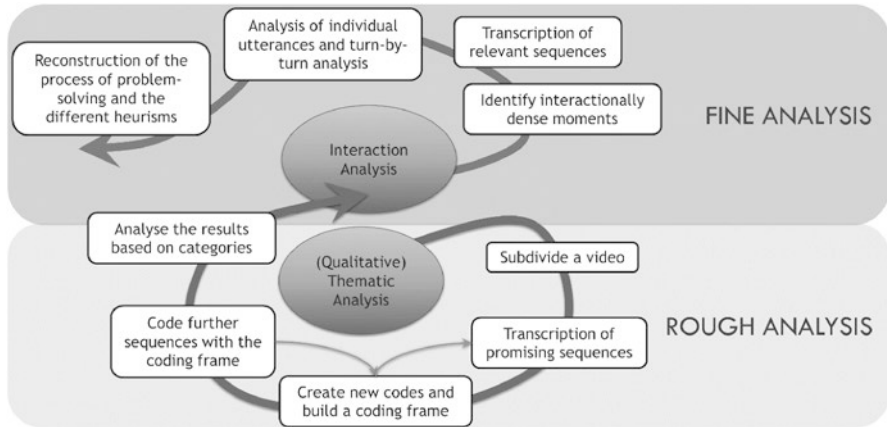 Analysis of individual
utterances and turn-by-
turn analysis
Transcription of
relevant sequences
Reconstruction of the
process of problem-
solving and the
different heurisms
Identify interactionally
dense moments
FINE ANALYSIS
Interaction
Analysis
Analyse the results
based on categories
(Qualitative)
Thematic
Analysis
Subdivide a video
Code further
sequences with the
coding frame
Transcription of
promising sequences
ROUGH ANALYSIS
Create new codes and
build a coding frame